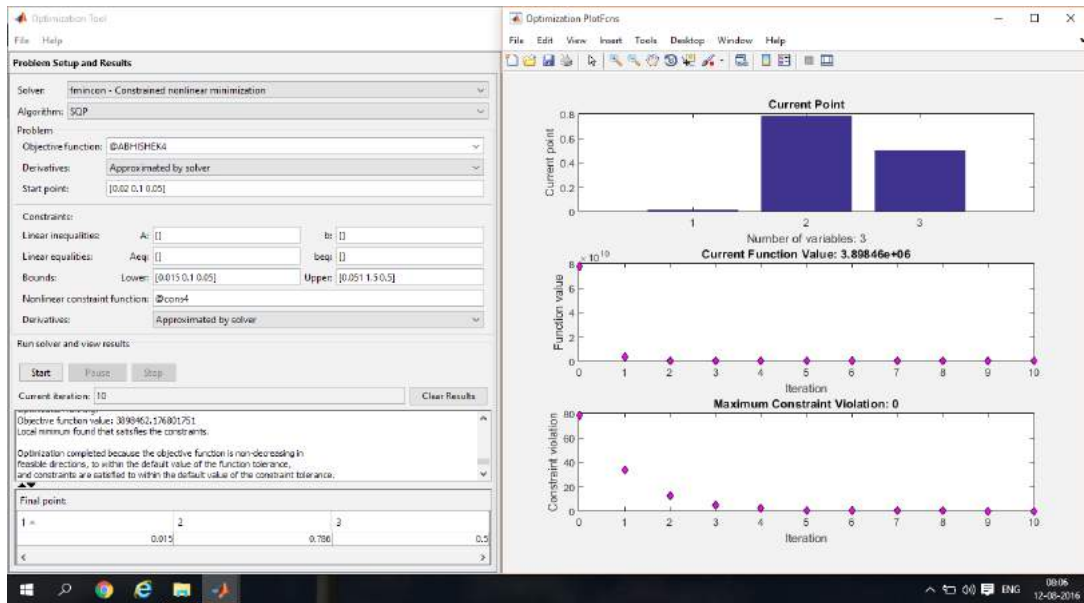 Optimization Tool
File Help
Problem Setup and Results
Solver: fmincon - Constrained nonlinear minimization
Algorithm: SQP
Problem
Objective function: @ABHISHEK4
Derivatives: Approximated by solver
Start point: [0.02 0.1 0.05]
Constraints:
Linear inequalities: A: [] b: []
Linear equalities: Aeq: [] beq: []
Bounds: Lower: [0.015 0.1 0.05] Upper: [0.051 1.5 0.5]
Nonlinear constraint function: @cons4
Derivatives: Approximated by solver
Run solver and view results
Start Pause Stop
Current iteration: 10 Clear Results
Objective function value: 3898462.176801751
Local minimum found that satisfies the constraints.
Optimization completed because the objective function is non-decreasing in
feasible directions, to within the default value of the function tolerance,
and constraints are satisfied to within the default value of the constraint tolerance.
Final point:
1 2 3
0.015 0.786 0.5
Optimization PlotFcns
File Edit View Insert Tools Desktop Window Help
Current Point
Current point
0.8
0.6
0.4
0.2
0
1 2 3
Number of variables: 3
Current Function Value: 3.89846e+06
× 10^10
Function value
8
6
4
2
0
0 1 2 3 4 5 6 7 8 9 10
Iteration
Maximum Constraint Violation: 0
Constraint violation
80
60
40
20
0
0 1 2 3 4 5 6 7 8 9 10
Iteration
ENG
08:06
12-08-2016